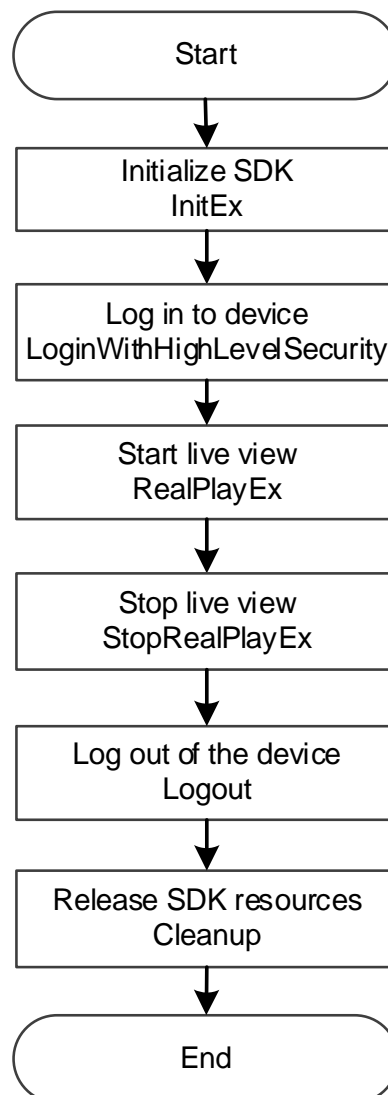 Start
Initialize SDK
InitEx
Log in to device
LoginWithHighLevelSecurity
Start live view
RealPlayEx
Stop live view
StopRealPlayEx
Log out of the device
Logout
Release SDK resources
Cleanup
End